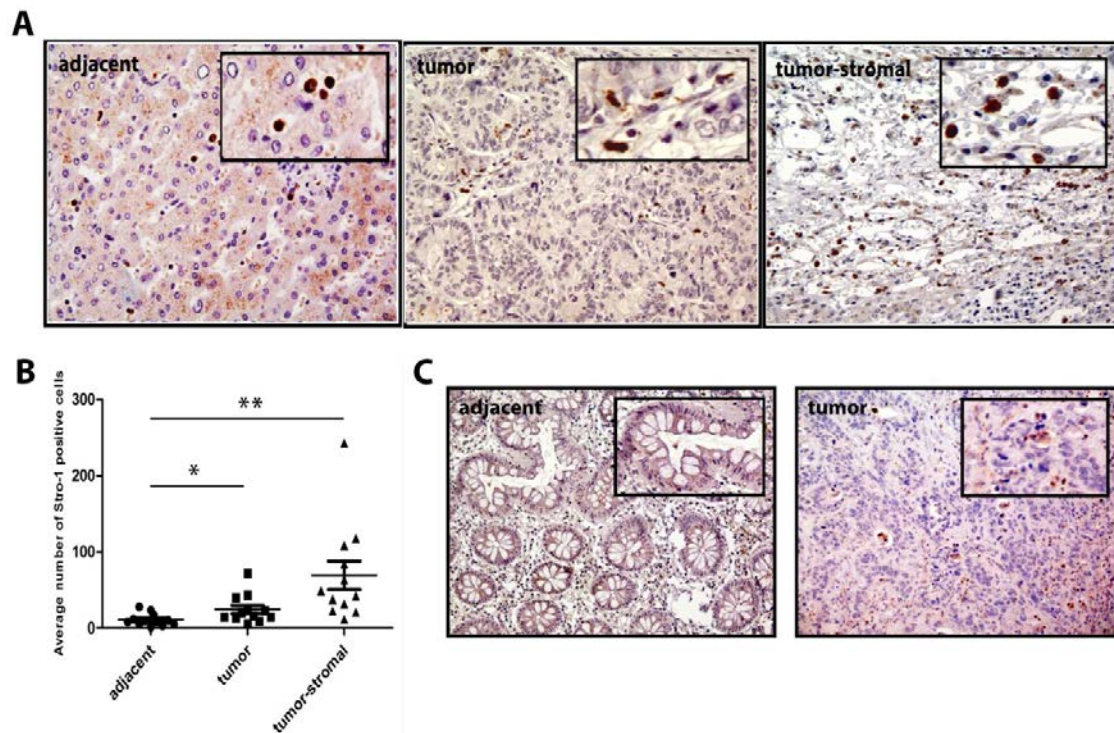 A
adjacent
tumor
tumor-stromal
B
Average number of Stro-1 positive cells
300
200
100
0
**
*
adjacent
tumor
tumor-stromal
C
adjacent
tumor